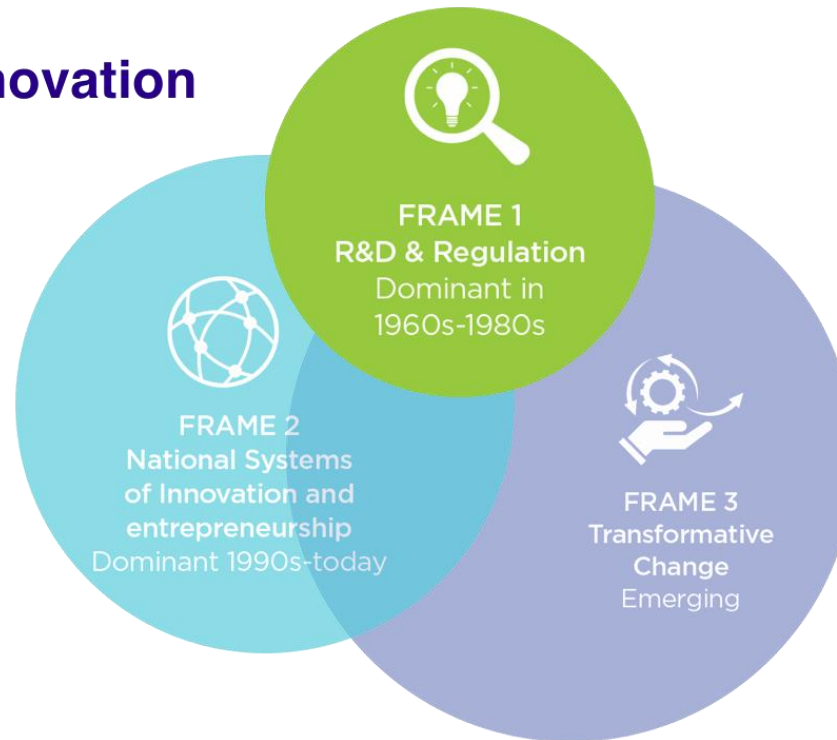 novation
FRAME 1
R&D & Regulation
Dominant in
1960s-1980s
FRAME 2
National Systems
of Innovation and
entrepreneurship
Dominant 1990s-today
FRAME 3
Transformative
Change
Emerging